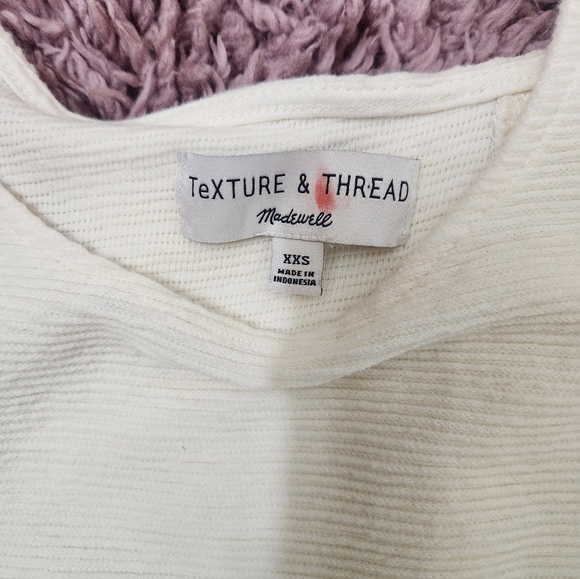 TeXTURE & THREAD
Madewell
XXS
MADE IN
INDONESIA